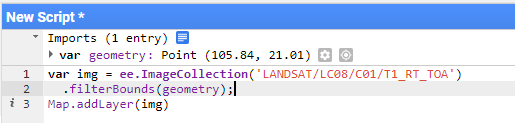 New Script *
Imports (1 entry)
var geometry: Point (105.84, 21.01)
1 var img = ee.ImageCollection('LANDSAT/LC08/C01/T1_RT_TOA')
2 .filterBounds(geometry);
i 3 Map.addLayer(img)